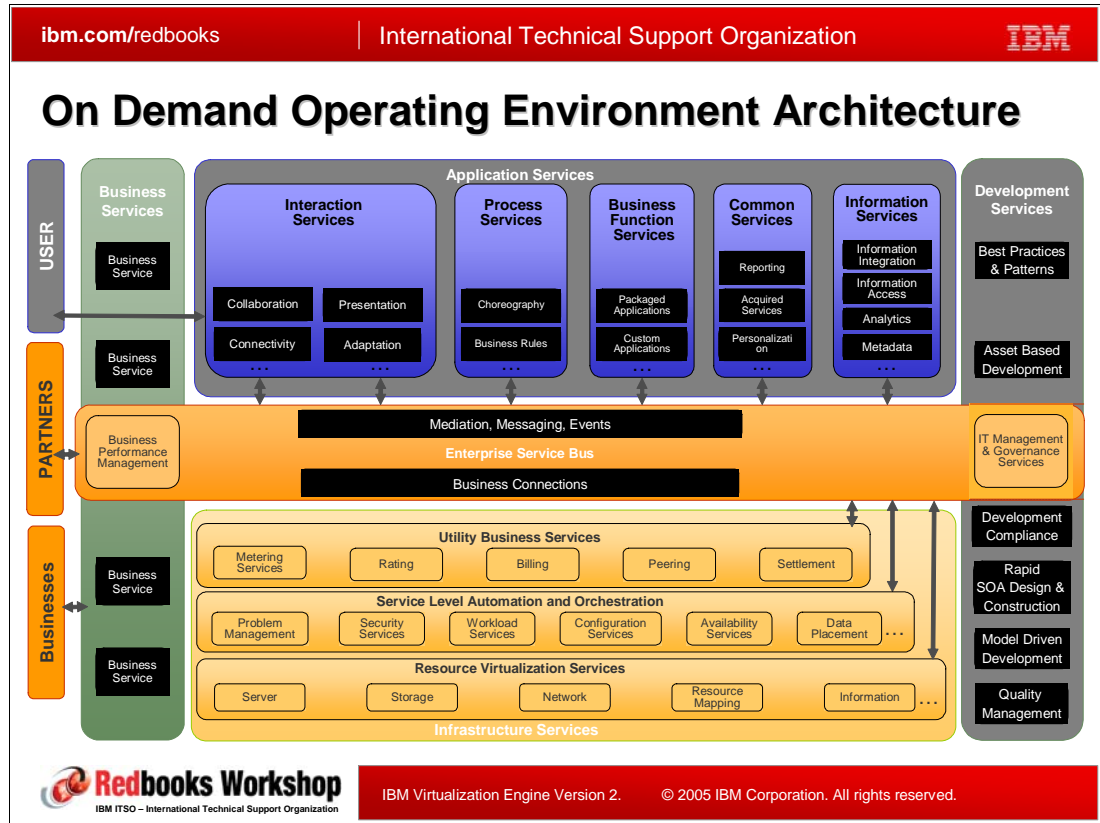 ibm.com/redbooks
International Technical Support Organization
IBM
On Demand Operating Environment Architecture
USER
PARTNERS
Businesses
Business
Services
Business
Service
Business
Service
Business
Performance
Management
Business
Service
Business
Service
Application Services
Interaction
Services
Collaboration
Presentation
Connectivity
Adaptation
...
...
Process
Services
Choreography
Business Rules
...
Business
Function
Services
Packaged
Applications
Custom
Applications
...
Common
Services
Reporting
Acquired
Services
Personalizati
on
...
Information
Services
Information
Integration
Information
Access
Analytics
Metadata
...
Mediation, Messaging, Events
Enterprise Service Bus
Business Connections
Utility Business Services
Metering
Services
Rating
Billing
Peering
Settlement
Service Level Automation and Orchestration
Problem
Management
Security
Services
Workload
Services
Configuration
Services
Availability
Services
Data
Placement
...
Resource Virtualization Services
Server
Storage
Network
Resource
Mapping
Information
...
Infrastructure Services
Development
Services
Best Practices
& Patterns
Asset Based
Development
IT Management
& Governance
Services
Development
Compliance
Rapid
SOA Design &
Construction
Model Driven
Development
Quality
Management
Redbooks Workshop
IBM ITSO – International Technical Support Organization
IBM Virtualization Engine Version 2.
© 2005 IBM Corporation. All rights reserved.